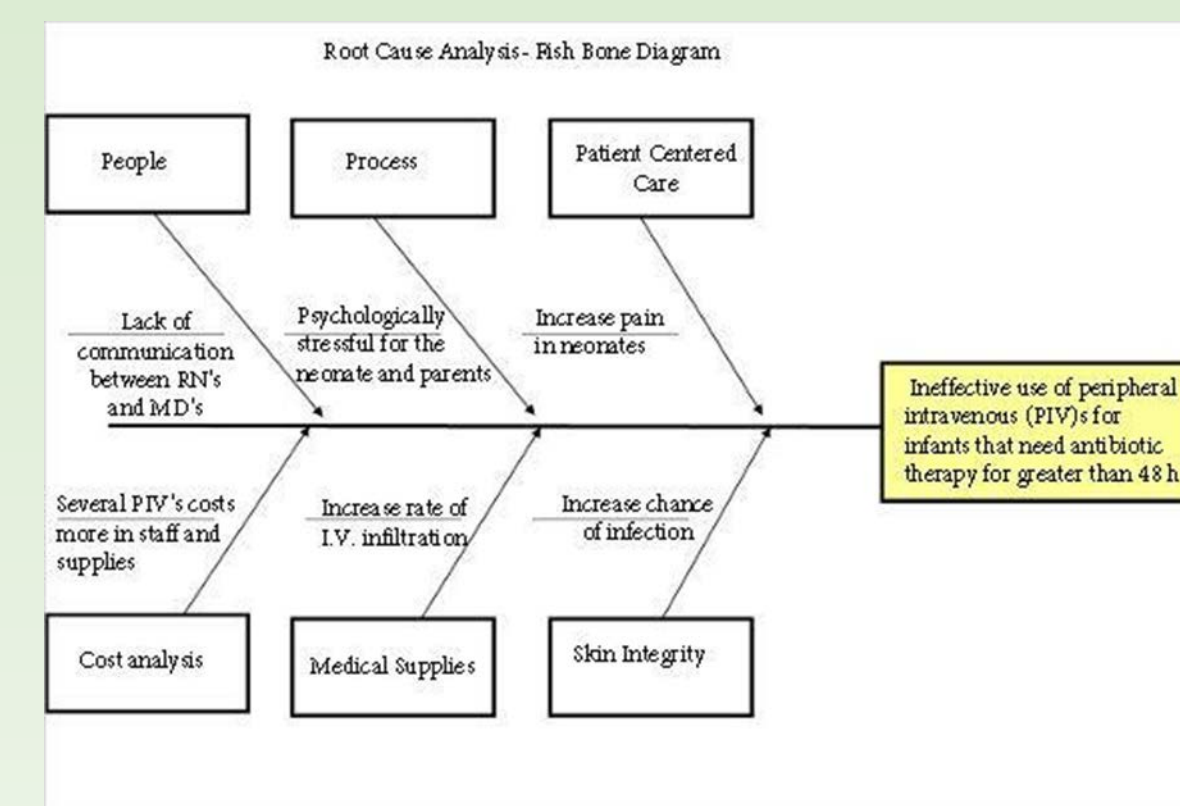 Root Cause Analysis- Fish Bone Diagram
People
Process
Patient Centered
Care
Lack of
communication
between RN's
and MD's
Psychologically
stressful for the
neonate and parents
Increase pain
in neonates
Ineffective use of peripheral
intravenous (PIV)s for
infants that need antibiotic
therapy for greater than 48 h
Several PIV's costs
more in staff and
supplies
Increase rate of
I.V. infiltration
Increase chance
of infection
Cost analysis
Medical Supplies
Skin Integrity